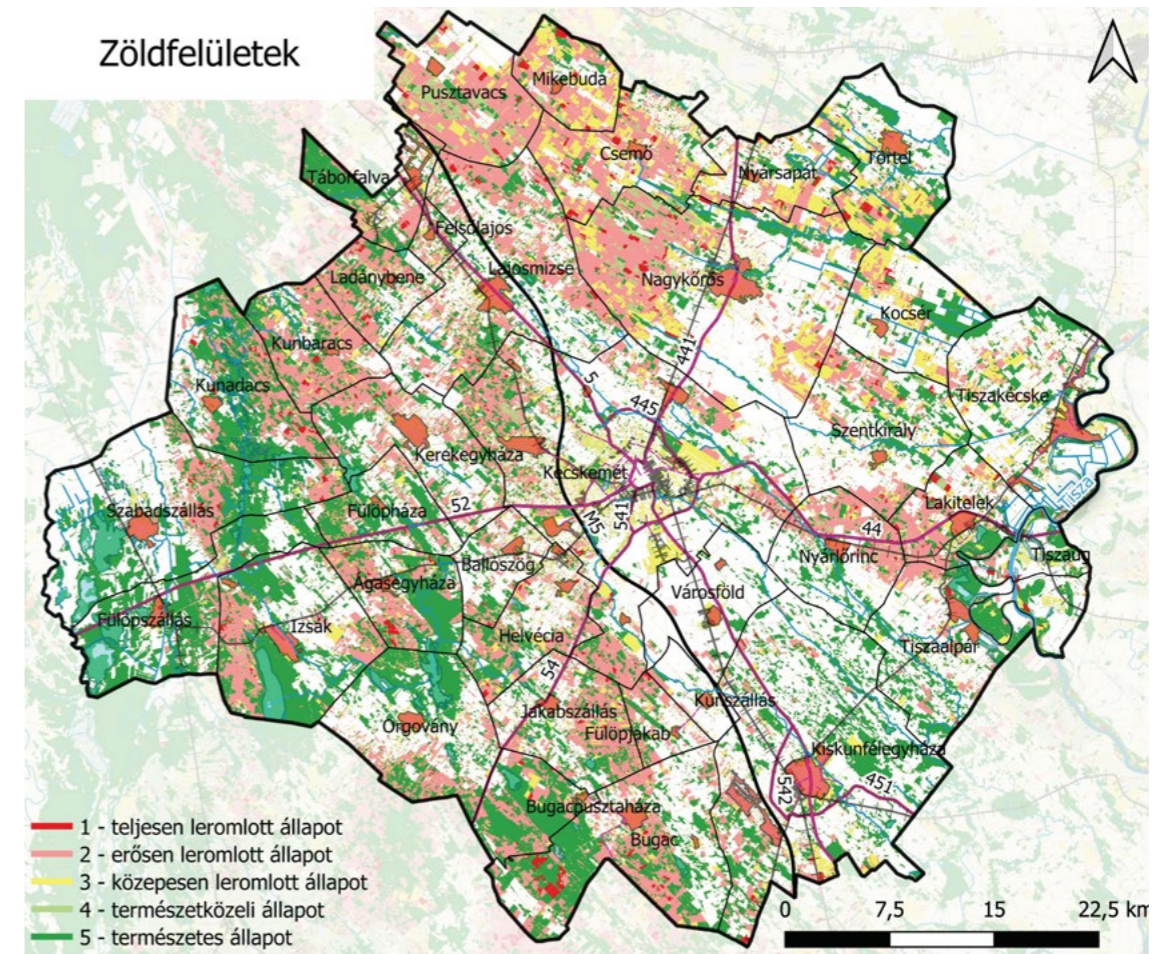 Zöldfelületek
Pusztavacs
Mikebuda
Csemő
Törtel
Nyársapát
Táborfalva
Felsőlajos
Ladánybene
Lajosmizse
Nagykőrös
Kocsér
Kunbaracs
441
5
445
Kunadacs
Tiszakécske
Szentkirály
Kerekegyháza
Kecskemét
Szabadszállás
Fülöpháza
52
M5
541
44
Lakitelek
Tisza
Nyárlőrinc
Tiszaug
Ballószög
Ágasegyháza
Városföld
Fülöpszállás
Izsák
Helvécia
Tiszaalpár
54
Kunszállás
Orgovány
Jakabszállás
Fülöpjakab
Kiskunfélegyháza
542
451
Bugacpusztaháza
Bugac
1 - teljesen leromlott állapot
2 - erősen leromlott állapot
3 - közepesen leromlott állapot
4 - természetközeli állapot
5 - természetes állapot
0 7,5 15 22,5 km